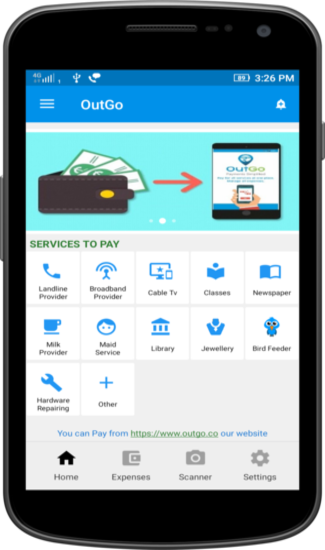 4G 89 3:26 PM
OutGo
OutGo
SERVICES TO PAY
Landline Provider
Broadband Provider
Cable Tv
Classes
Newspaper
Milk Provider
Maid Service
Library
Jewellery
Bird Feeder
Hardware Repairing
Other
You can Pay from https://www.outgo.co our website
Home
Expenses
Scanner
Settings